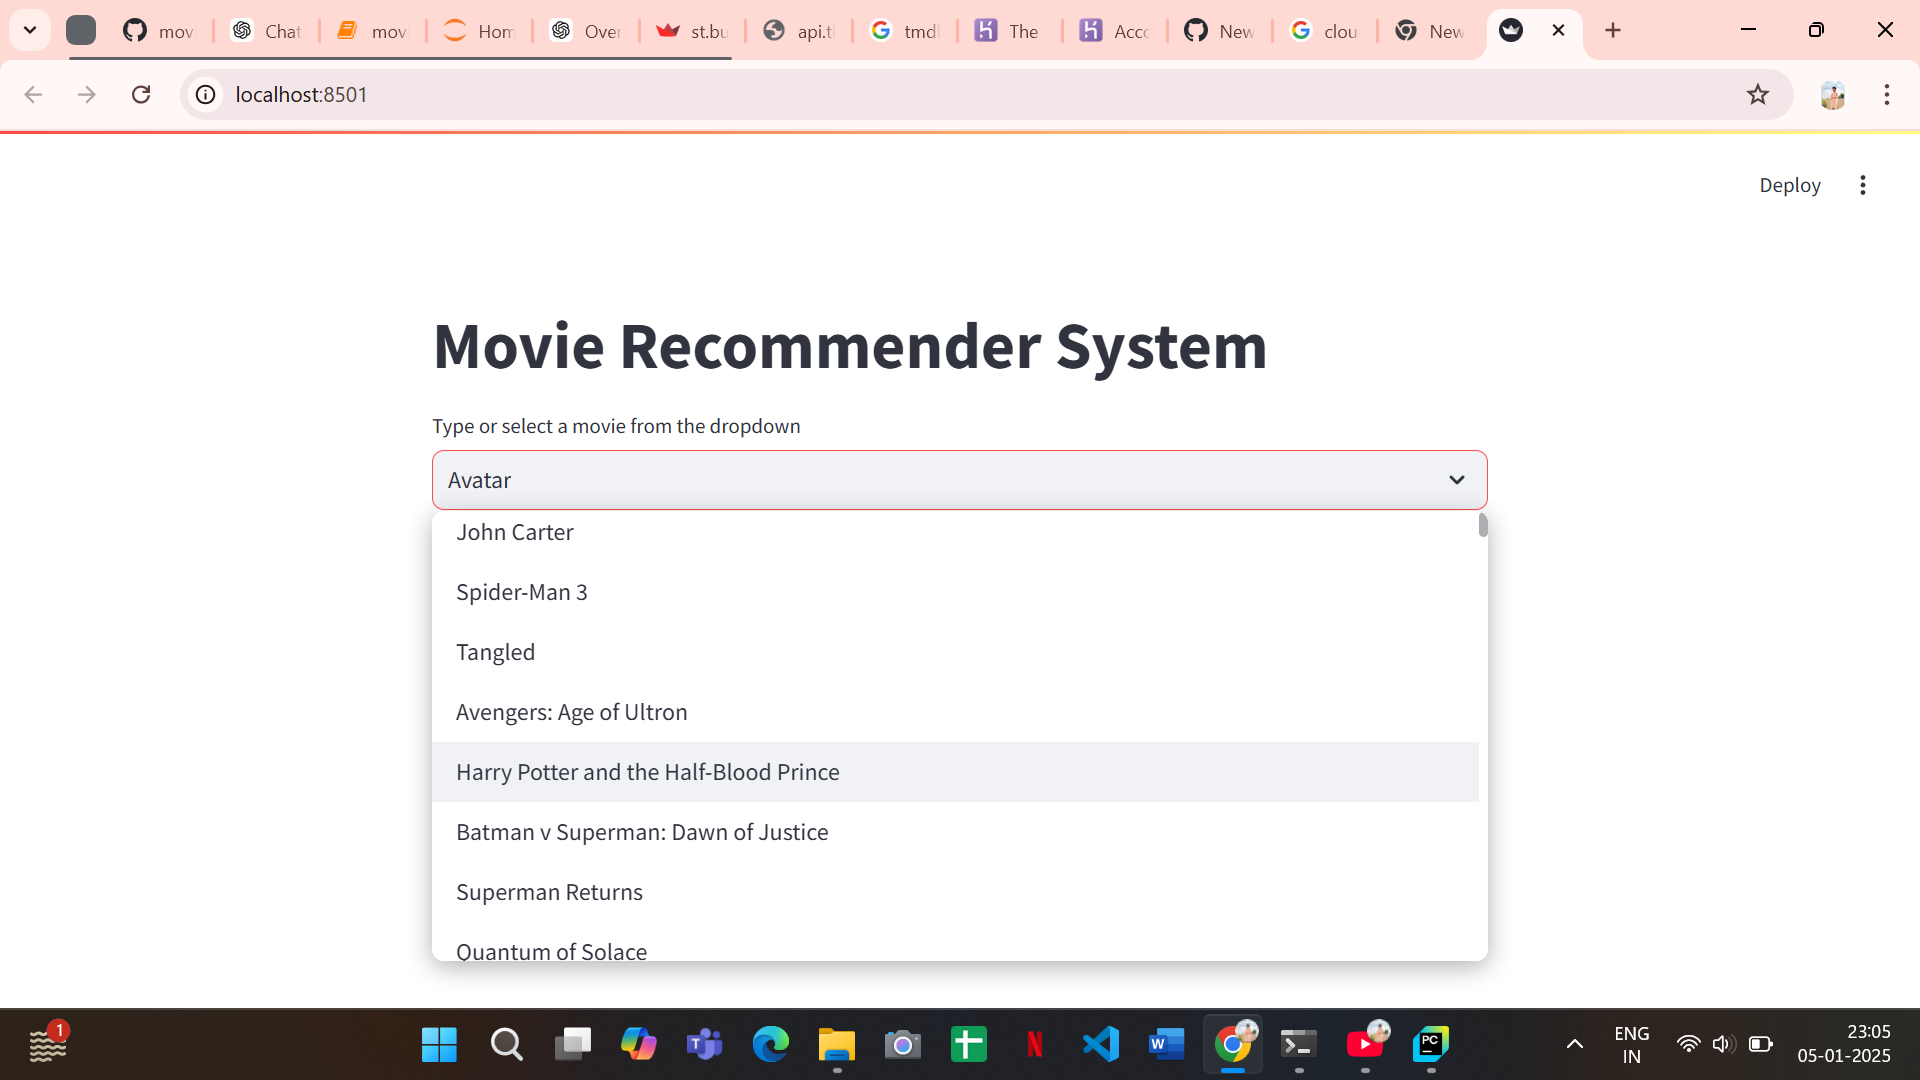 mov
Chat
mov
Hom
Over
st.bu
api.tl
tmdl
The
Acco
New
clou
New
localhost:8501
Deploy
Movie Recommender System
Type or select a movie from the dropdown
Avatar
John Carter
Spider-Man 3
Tangled
Avengers: Age of Ultron
Harry Potter and the Half-Blood Prince
Batman v Superman: Dawn of Justice
Superman Returns
Quantum of Solace
1
T
W
N
PC
ENG
IN
23:05
05-01-2025